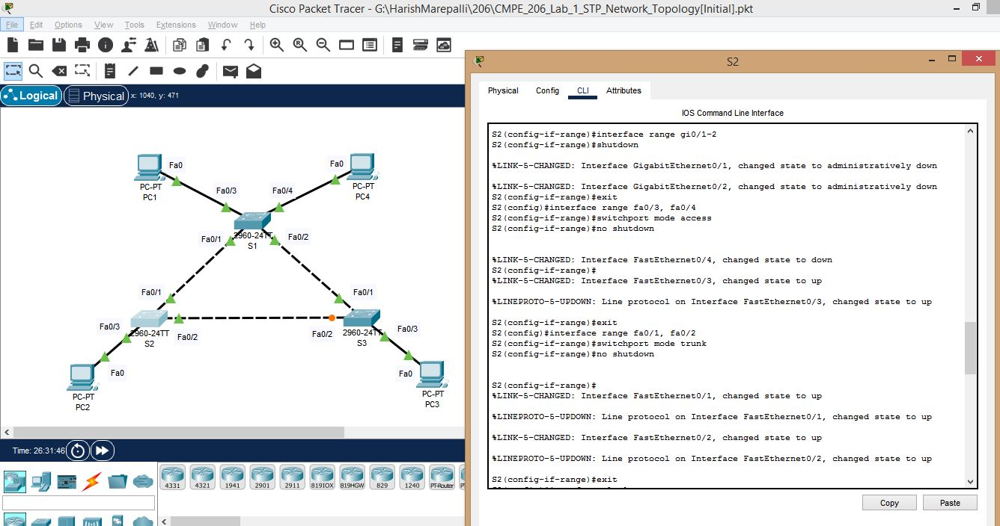 Cisco Packet Tracer - G:\HarishMarepalli\206\CMPE_206_Lab_1_STP_Network_Topology[Initial].pkt
File Edit Options View Tools Extensions Window Help
Logical Physical x: 1040, y: 471
Fa0
PC-PT
PC1
Fa0
PC-PT
PC4
Fa0/3
Fa0/4
Fa0/1
2960-24TT
S1
Fa0/2
Fa0/1
Fa0/1
Fa0/3
2960-24TT
S2
Fa0/2
Fa0/2
2960-24TT
S3
Fa0/3
Fa0
PC-PT
PC2
Fa0
PC-PT
PC3
Time: 26:31:46
4331 4321 1941 2901 2911 819IOX 819HGW 829 1240 PT-Router
S2
Physical Config CLI Attributes
IOS Command Line Interface
S2(config-if-range)#interface range gi0/1-2
S2(config-if-range)#shutdown
%LINK-5-CHANGED: Interface GigabitEthernet0/1, changed state to administratively down
%LINK-5-CHANGED: Interface GigabitEthernet0/2, changed state to administratively down
S2(config-if-range)#exit
S2(config)#interface range fa0/3, fa0/4
S2(config-if-range)#switchport mode access
S2(config-if-range)#no shutdown
%LINK-5-CHANGED: Interface FastEthernet0/4, changed state to down
S2(config-if-range)#
%LINK-5-CHANGED: Interface FastEthernet0/3, changed state to up
%LINEPROTO-5-UPDOWN: Line protocol on Interface FastEthernet0/3, changed state to up
S2(config-if-range)#exit
S2(config)#interface range fa0/1, fa0/2
S2(config-if-range)#switchport mode trunk
S2(config-if-range)#no shutdown
S2(config-if-range)#
%LINK-5-CHANGED: Interface FastEthernet0/1, changed state to up
%LINEPROTO-5-UPDOWN: Line protocol on Interface FastEthernet0/1, changed state to up
%LINK-5-CHANGED: Interface FastEthernet0/2, changed state to up
%LINEPROTO-5-UPDOWN: Line protocol on Interface FastEthernet0/2, changed state to up
S2(config-if-range)#exit
Copy Paste